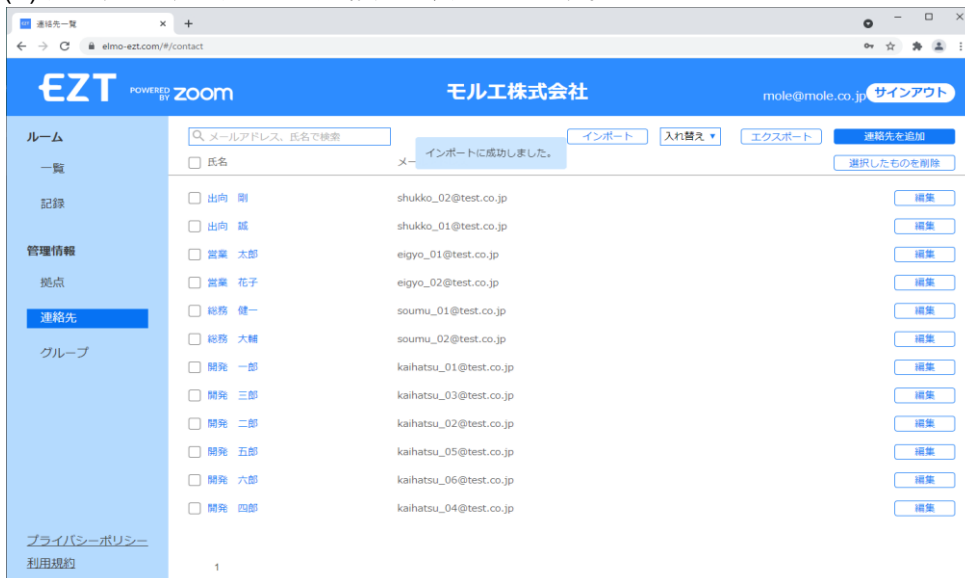 連絡先一覧
elmo-ezt.com/#/contact
EZT POWERED BY zoom モルエ株式会社 mole@mole.co.jp サインアウト
ルーム
一覧
記録
管理情報
拠点
連絡先
グループ
プライバシーポリシー
利用規約
メールアドレス、氏名で検索 インポート 入れ替え エクスポート 連絡先を追加
インポートに成功しました。
氏名 メー 選択したものを削除
出向 剛 shukko_02@test.co.jp 編集
出向 誠 shukko_01@test.co.jp 編集
営業 太郎 eigyo_01@test.co.jp 編集
営業 花子 eigyo_02@test.co.jp 編集
総務 健一 soumu_01@test.co.jp 編集
総務 大輔 soumu_02@test.co.jp 編集
開発 一郎 kaihatsu_01@test.co.jp 編集
開発 三郎 kaihatsu_03@test.co.jp 編集
開発 二郎 kaihatsu_02@test.co.jp 編集
開発 五郎 kaihatsu_05@test.co.jp 編集
開発 六郎 kaihatsu_06@test.co.jp 編集
開発 四郎 kaihatsu_04@test.co.jp 編集
1